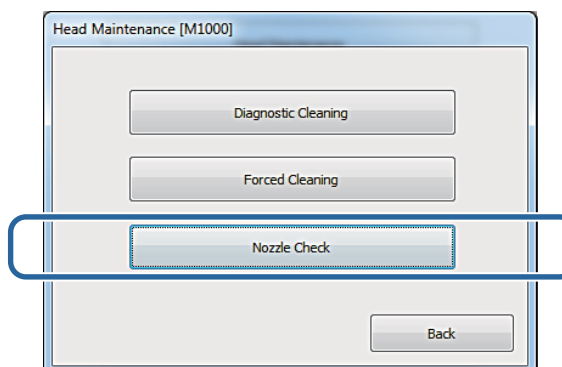 Head Maintenance [M1000]
Diagnostic Cleaning
Forced Cleaning
Nozzle Check
Back